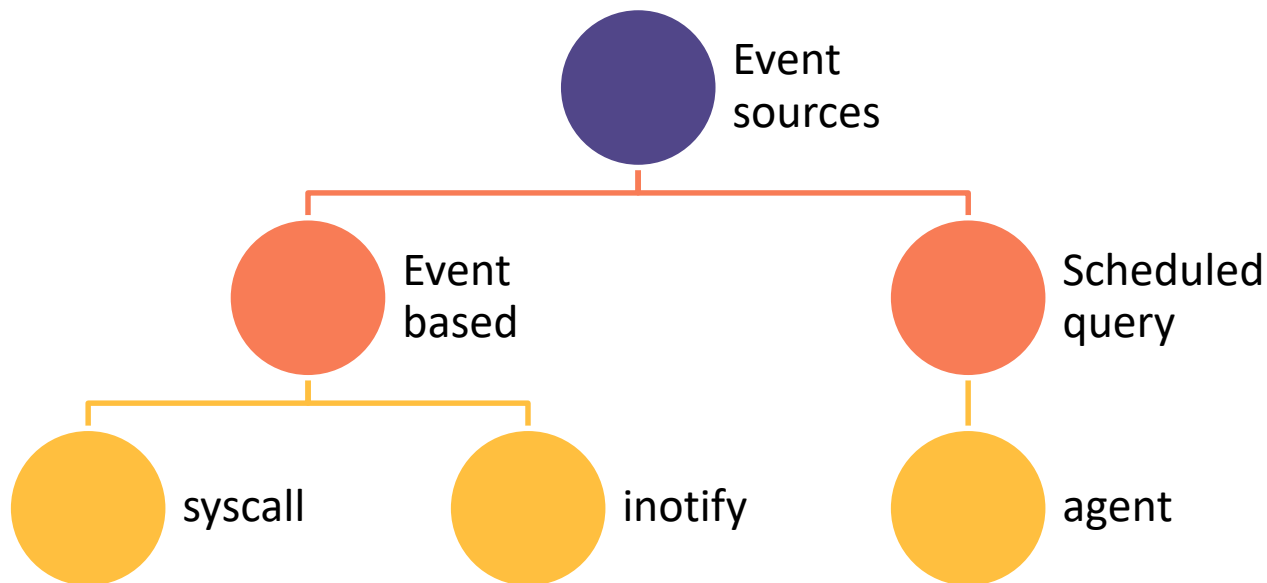 Event
sources
Event
based
Scheduled
query
syscall
inotify
agent